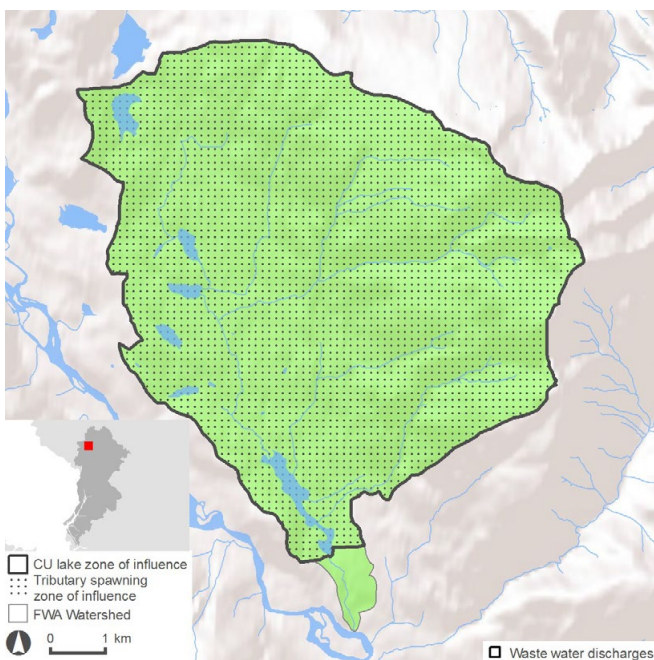 CU lake zone of influence
Tributary spawning
zone of influence
FWA Watershed
0 1 km
Waste water discharges